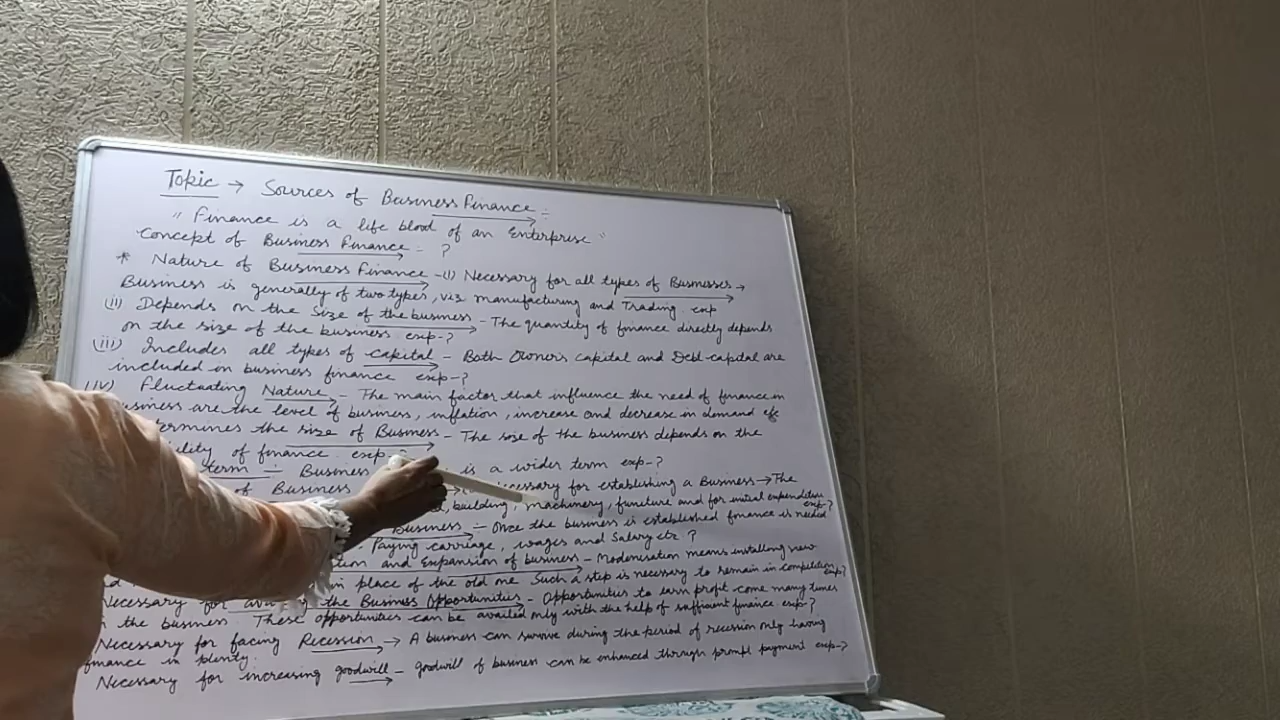 Topic → Sources of Business Finance :-
" Finance is a life blood of an Enterprise "
Concept of Business Finance - ?
* Nature of Business Finance - (i) Necessary for all types of Businesses →
Business is generally of two types, viz manufacturing and Trading exp
(ii) Depends on the Size of the business - The quantity of finance directly depends
on the size of the business exp-?
(iii) Includes all types of capital - Both Owner's capital and Debt capital are
included in business finance exp-?
(iv) Fluctuating Nature - The main factor that influence the need of finance in
business are the level of business, inflation, increase and decrease in demand etc
the size of Business - The size of the business depends on the
of finance exp-?
term :- Business is a wider term exp-?
of Business necessary for establishing a Business → The
building, machinery, funiture and for initial expenditure exp-?
Business :- Once the business is established finance is needed
Paying carriage, wages and Salary etc ?
and Expansion of business - Modernisation means installing new
in place of the old one Such a step is necessary to remain in competition exp?
Necessary for the Business Opportunities - Opportunities to earn profit come many times
the business. These opportunities can be availed only with the help of sufficient finance exp-?
Necessary for facing Recession → A business can survive during the period of recession only having
finance in plenty.
Necessary for increasing goodwill - goodwill of business can be enhanced through prompt payment exp-?